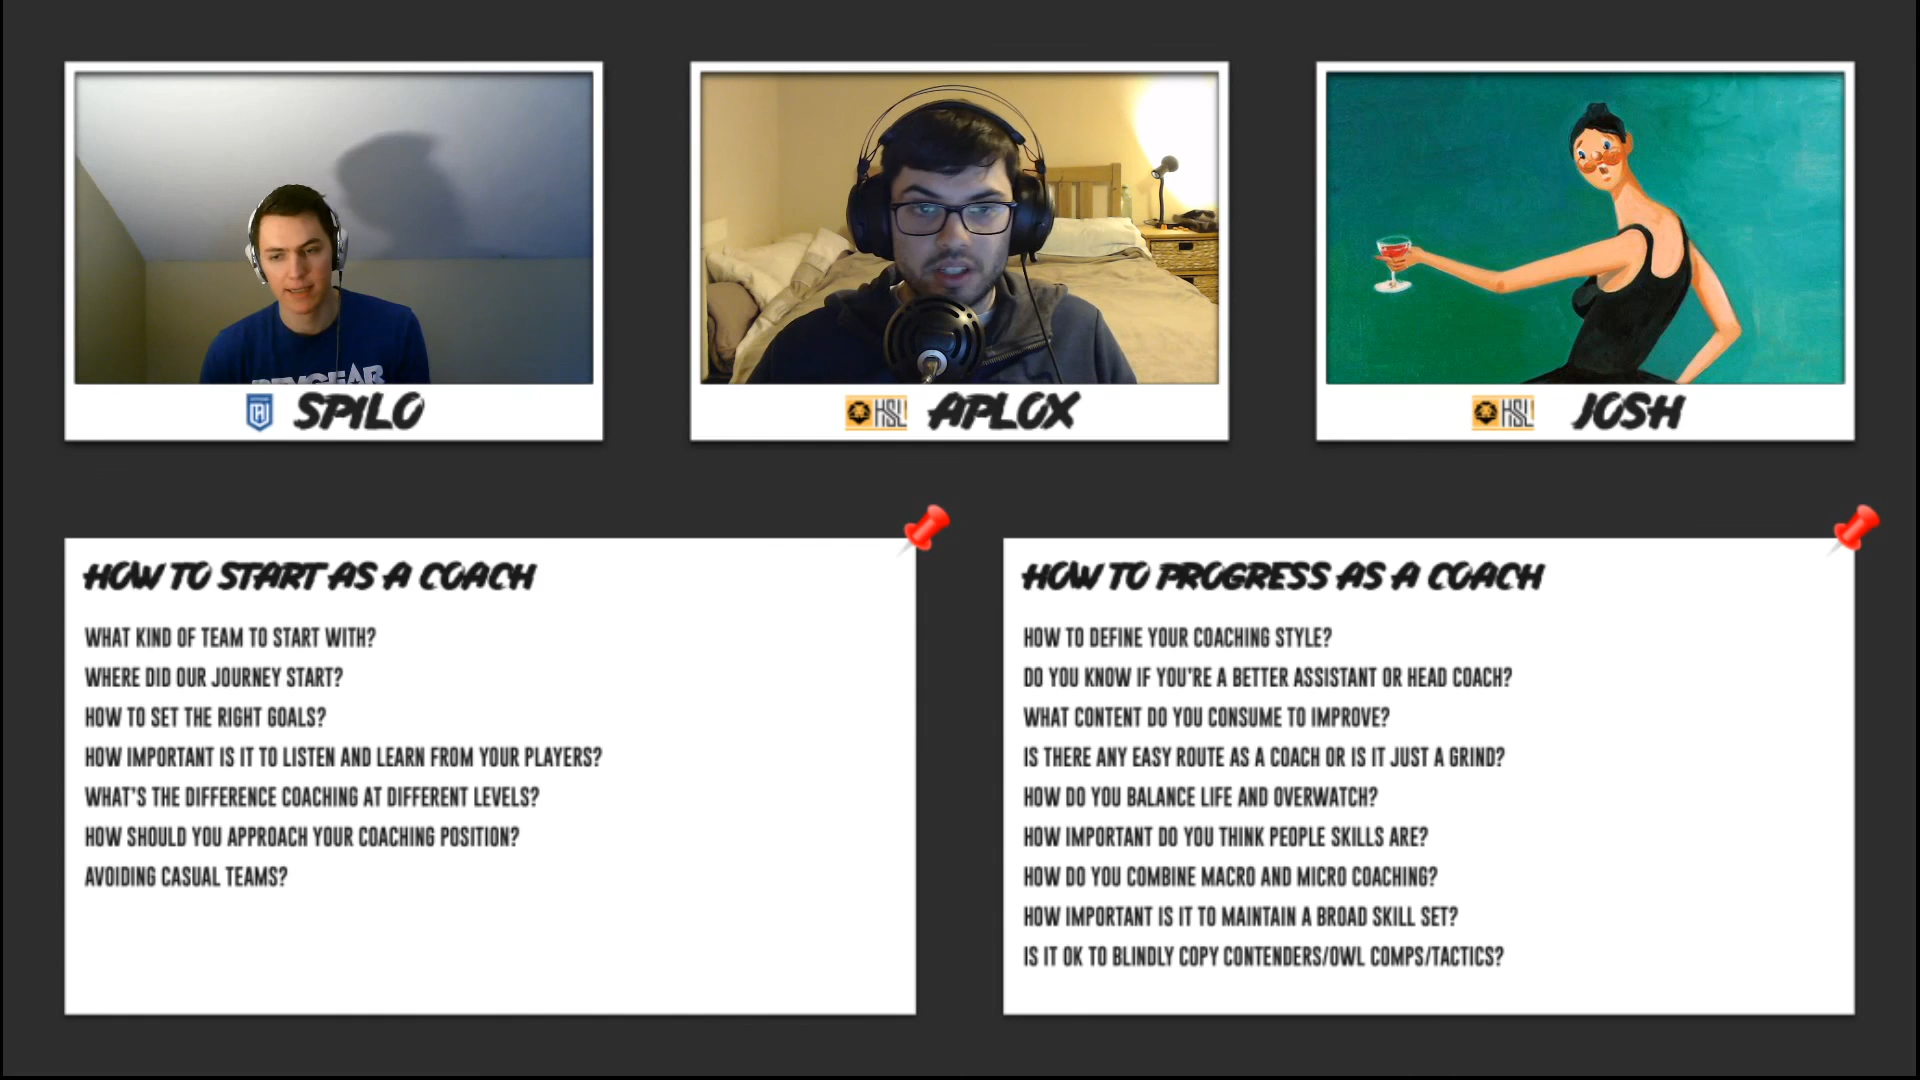 SPILO
HSL APLOX
HSL JOSH
HOW TO START AS A COACH
WHAT KIND OF TEAM TO START WITH?
WHERE DID OUR JOURNEY START?
HOW TO SET THE RIGHT GOALS?
HOW IMPORTANT IS IT TO LISTEN AND LEARN FROM YOUR PLAYERS?
WHAT'S THE DIFFERENCE COACHING AT DIFFERENT LEVELS?
HOW SHOULD YOU APPROACH YOUR COACHING POSITION?
AVOIDING CASUAL TEAMS?
HOW TO PROGRESS AS A COACH
HOW TO DEFINE YOUR COACHING STYLE?
DO YOU KNOW IF YOU'RE A BETTER ASSISTANT OR HEAD COACH?
WHAT CONTENT DO YOU CONSUME TO IMPROVE?
IS THERE ANY EASY ROUTE AS A COACH OR IS IT JUST A GRIND?
HOW DO YOU BALANCE LIFE AND OVERWATCH?
HOW IMPORTANT DO YOU THINK PEOPLE SKILLS ARE?
HOW DO YOU COMBINE MACRO AND MICRO COACHING?
HOW IMPORTANT IS IT TO MAINTAIN A BROAD SKILL SET?
IS IT OK TO BLINDLY COPY CONTENDERS/OWL COMPS/TACTICS?